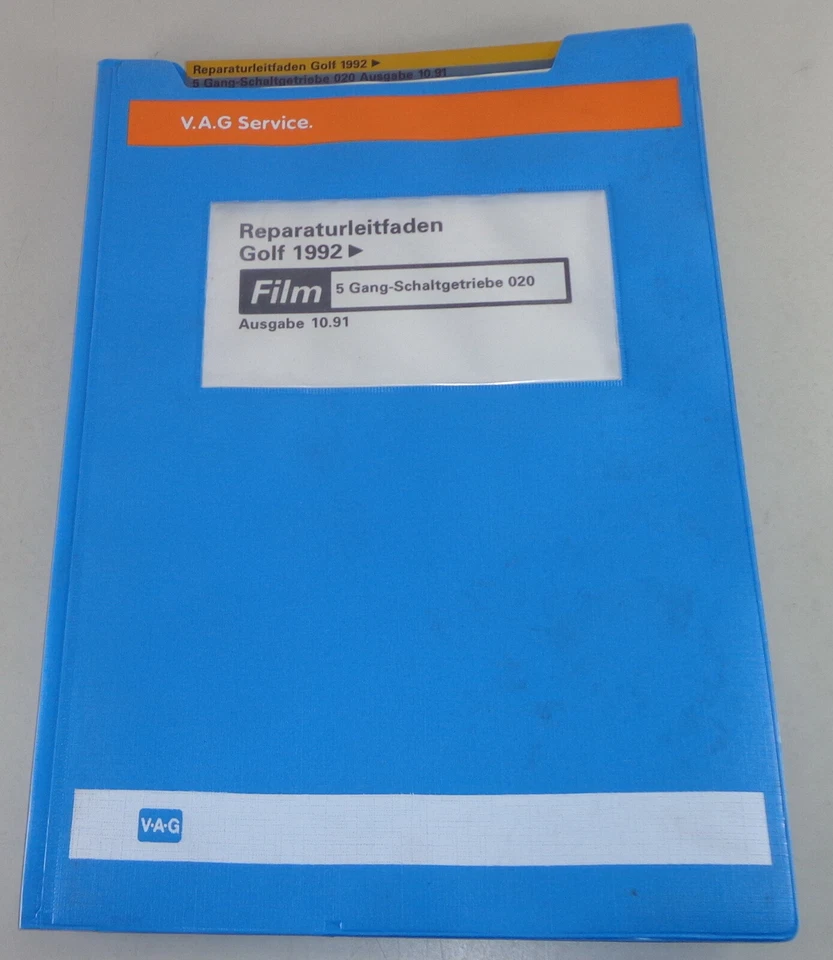 Reparaturleitfaden Golf 1992 ►
5 Gang-Schaltgetriebe 020 Ausgabe 10.91
V.A.G Service.
Reparaturleitfaden
Golf 1992 ►
Film 5 Gang-Schaltgetriebe 020
Ausgabe 10.91
V·A·G